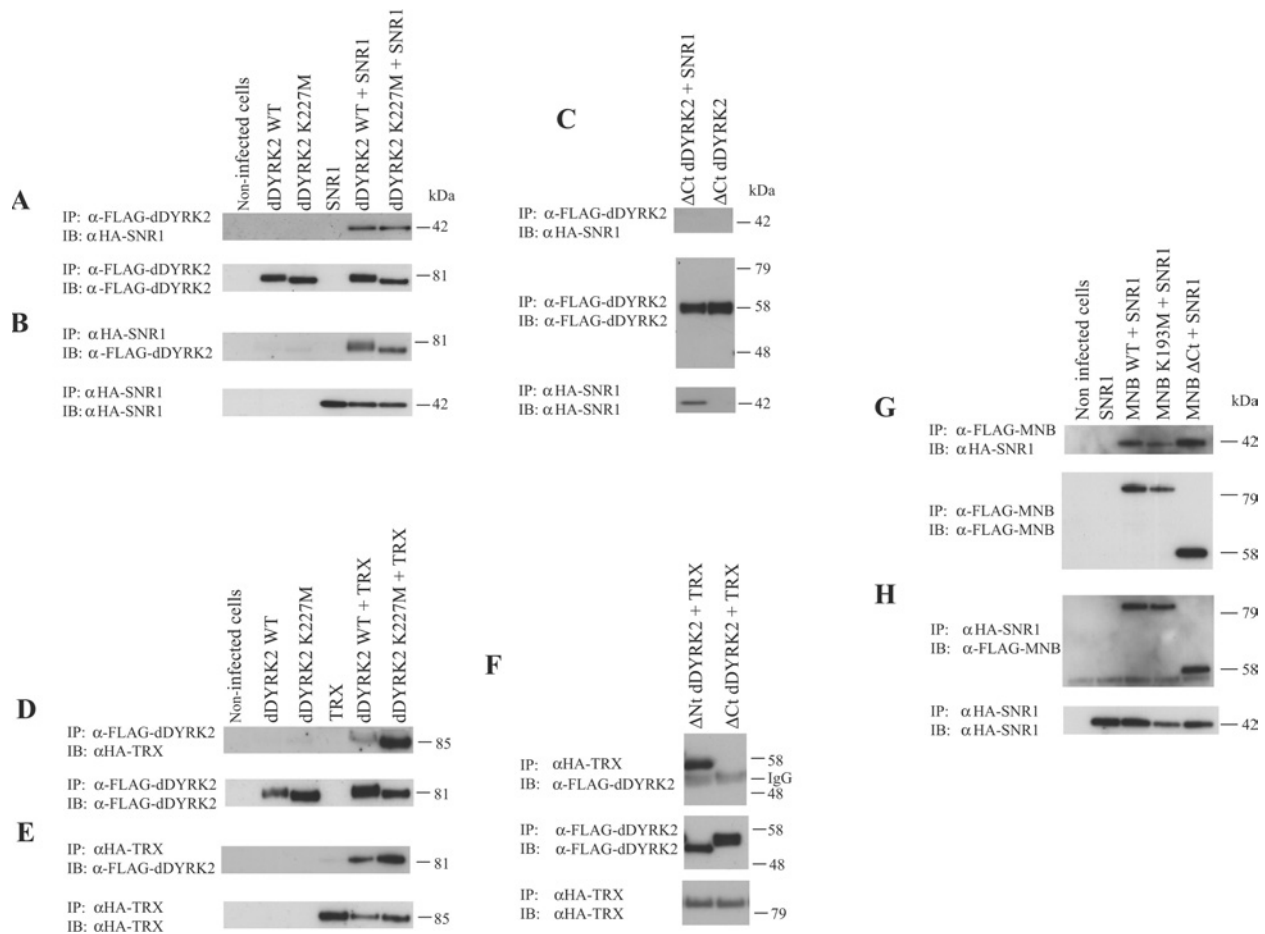 Non-infected cells
dDYRK2 WT
dDYRK2 K227M
SNR1
dDYRK2 WT + SNR1
dDYRK2 K227M + SNR1
kDa
A
IP: α-FLAG-dDYRK2
IB: αHA-SNR1
42
IP: α-FLAG-dDYRK2
IB: α-FLAG-dDYRK2
81
B
IP: αHA-SNR1
IB: α-FLAG-dDYRK2
81
IP: αHA-SNR1
IB: αHA-SNR1
42
C
ΔCt dDYRK2 + SNR1
ΔCt dDYRK2
kDa
IP: α-FLAG-dDYRK2
IB: αHA-SNR1
42
IP: α-FLAG-dDYRK2
IB: α-FLAG-dDYRK2
79
58
48
IP: αHA-SNR1
IB: αHA-SNR1
42
Non-infected cells
dDYRK2 WT
dDYRK2 K227M
TRX
dDYRK2 WT + TRX
dDYRK2 K227M + TRX
D
IP: α-FLAG-dDYRK2
IB: αHA-TRX
85
IP: α-FLAG-dDYRK2
IB: α-FLAG-dDYRK2
81
E
IP: αHA-TRX
IB: α-FLAG-dDYRK2
81
IP: αHA-TRX
IB: αHA-TRX
85
F
ΔNt dDYRK2 + TRX
ΔCt dDYRK2 + TRX
IP: αHA-TRX
IB: α-FLAG-dDYRK2
58
IgG
48
IP: α-FLAG-dDYRK2
IB: α-FLAG-dDYRK2
58
48
IP: αHA-TRX
IB: αHA-TRX
79
Non infected cells
SNR1
MNB WT + SNR1
MNB K193M + SNR1
MNB ΔCt + SNR1
kDa
G
IP: α-FLAG-MNB
IB: αHA-SNR1
42
IP: α-FLAG-MNB
IB: α-FLAG-MNB
79
58
H
IP: αHA-SNR1
IB: α-FLAG-MNB
79
58
IP: αHA-SNR1
IB: αHA-SNR1
42